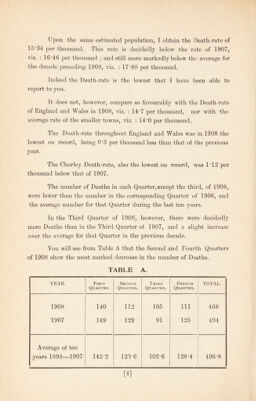 Upon the same estimated population, I obtain the Death-rate of
15·34 per thousand. This rate is decidedly below the rate of 1907,
viz. : 16·46 per thousand ; and still more markedly below the average for
the decade preceding 1908, viz. : 17·88 per thousand.
Indeed the Death-rate is the lowest that I have been able to
report to you.
It does not, however, compare so favourably with the Death-rate
of England and Wales in 1908, viz. : 14·7 per thousand, nor with the
average rate of the smaller towns, viz. : 14·0 per thousand.
The Death-rate throughout England and Wales was in 1908 the
lowest on record, being 0·3 per thousand less than that of the previous
year.
The Chorley Death-rate, also the lowest on record, was 1·12 per
thousand below that of 1907.
The number of Deaths in each Quarter, except the third, of 1908,
were lower than the number in the corresponding Quarter of 1906, and
the average number for that Quarter during the last ten years.
In the Third Quarter of 1908, however, there were decidedly
more Deaths than in the Third Quarter of 1907, and a slight increase
over the average for that Quarter in the previous decade.
You will see from Table A that the Second and Fourth Quarters
of 1908 show the most marked decrease in the number of Deaths.
TABLE A.
YEAR. FIRST QUARTER. SECOND QUARTER. THIRD QUARTER. FOURTH QUARTER. TOTAL.
1908 140 112 105 111 468
1907 149 129 91 125 494
Average of ten
years 1898—1907 142·2 123·6 102·6 128·4 496·8
[4]